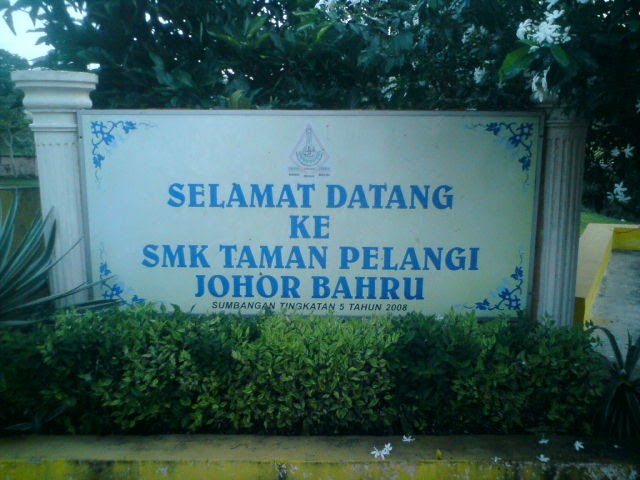 SELAMAT DATANG
KE
SMK TAMAN PELANGI
JOHOR BAHRU
SUMBANGAN TINGKATAN 5 TAHUN 2008